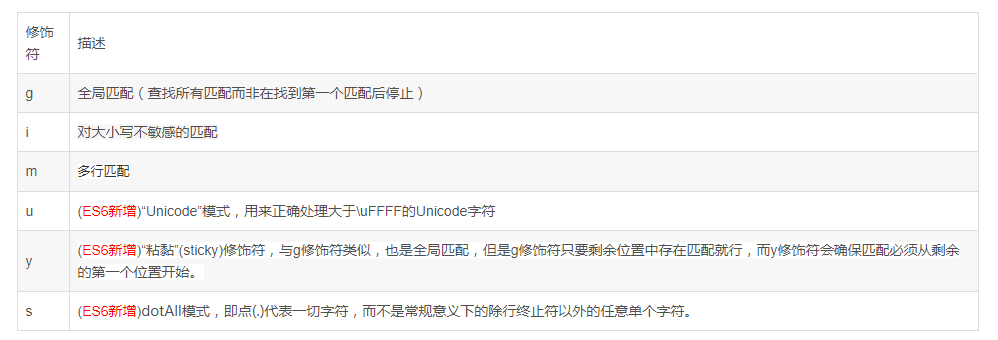 修饰
符
描述
g
全局匹配（查找所有匹配而非在找到第一个匹配后停止）
i
对大小写不敏感的匹配
m
多行匹配
u
(ES6新增)“Unicode”模式，用来正确处理大于\uFFFF的Unicode字符
y
(ES6新增)“粘黏”(sticky)修饰符，与g修饰符类似，也是全局匹配，但是g修饰符只要剩余位置中存在匹配就行，而y修饰符会确保匹配必须从剩余
的第一个位置开始。
s
(ES6新增)dotAll模式，即点(.)代表一切字符，而不是常规意义下的除行终止符以外的任意单个字符。